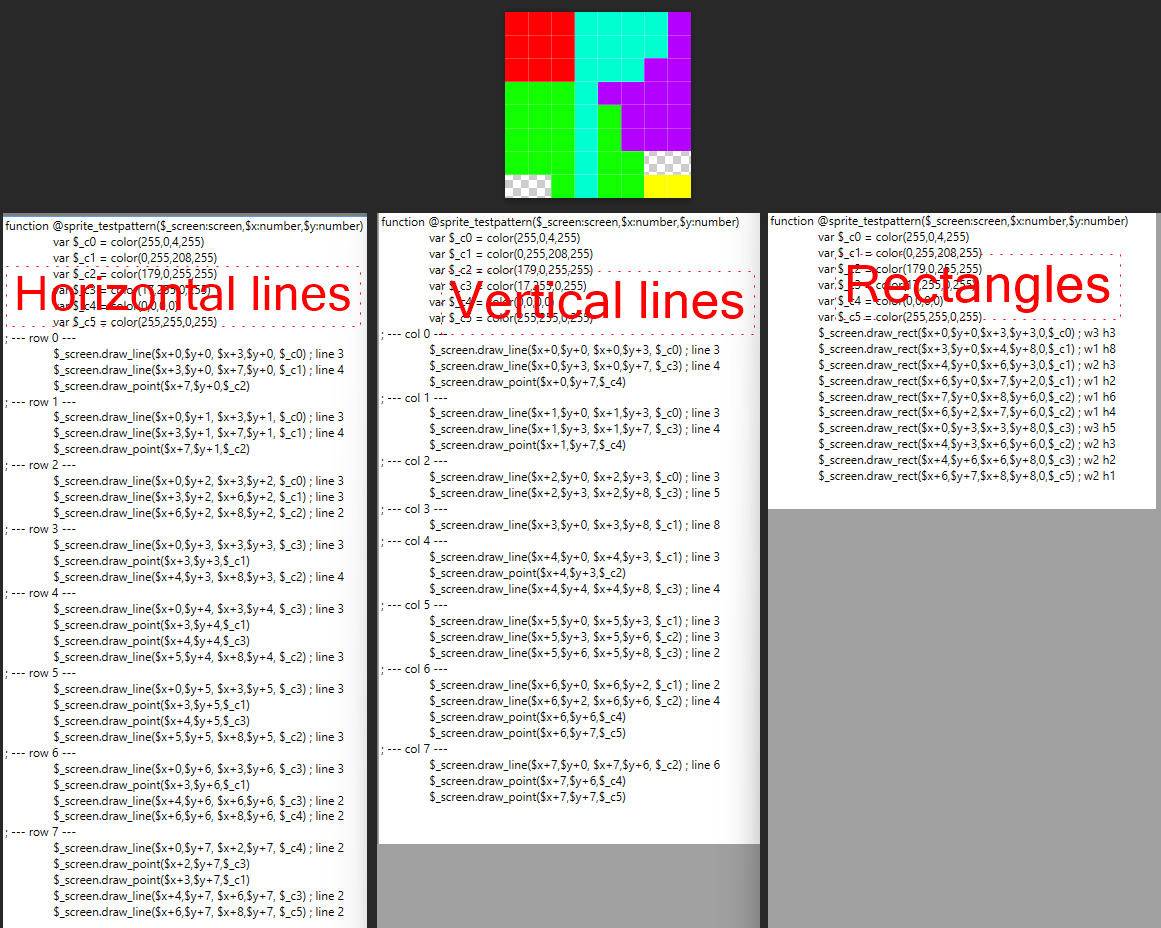 function @sprite_testpattern($_screen:screen,$x:number,$y:number)
var $_c0 = color(255,0,4,255)
var $_c1 = color(0,255,208,255)
var $_c2 = color(179,0,255,255)
var $_c3 = color(17,255,0,255)
var $_c4 = color(0,0,0,0)
var $_c5 = color(255,255,0,255)
Horizontal lines
; --- row 0 ---
$_screen.draw_line($x+0,$y+0, $x+3,$y+0, $_c0) ; line 3
$_screen.draw_line($x+3,$y+0, $x+7,$y+0, $_c1) ; line 4
$_screen.draw_point($x+7,$y+0,$_c2)
; --- row 1 ---
$_screen.draw_line($x+0,$y+1, $x+3,$y+1, $_c0) ; line 3
$_screen.draw_line($x+3,$y+1, $x+7,$y+1, $_c1) ; line 4
$_screen.draw_point($x+7,$y+1,$_c2)
; --- row 2 ---
$_screen.draw_line($x+0,$y+2, $x+3,$y+2, $_c0) ; line 3
$_screen.draw_line($x+3,$y+2, $x+6,$y+2, $_c1) ; line 3
$_screen.draw_line($x+6,$y+2, $x+8,$y+2, $_c2) ; line 2
; --- row 3 ---
$_screen.draw_line($x+0,$y+3, $x+3,$y+3, $_c3) ; line 3
$_screen.draw_point($x+3,$y+3,$_c1)
$_screen.draw_line($x+4,$y+3, $x+8,$y+3, $_c2) ; line 4
; --- row 4 ---
$_screen.draw_line($x+0,$y+4, $x+3,$y+4, $_c3) ; line 3
$_screen.draw_point($x+3,$y+4,$_c1)
$_screen.draw_point($x+4,$y+4,$_c3)
$_screen.draw_line($x+5,$y+4, $x+8,$y+4, $_c2) ; line 3
; --- row 5 ---
$_screen.draw_line($x+0,$y+5, $x+3,$y+5, $_c3) ; line 3
$_screen.draw_point($x+3,$y+5,$_c1)
$_screen.draw_point($x+4,$y+5,$_c3)
$_screen.draw_line($x+5,$y+5, $x+8,$y+5, $_c2) ; line 3
; --- row 6 ---
$_screen.draw_line($x+0,$y+6, $x+3,$y+6, $_c3) ; line 3
$_screen.draw_point($x+3,$y+6,$_c1)
$_screen.draw_line($x+4,$y+6, $x+6,$y+6, $_c3) ; line 2
$_screen.draw_line($x+6,$y+6, $x+8,$y+6, $_c4) ; line 2
; --- row 7 ---
$_screen.draw_line($x+0,$y+7, $x+2,$y+7, $_c4) ; line 2
$_screen.draw_point($x+2,$y+7,$_c3)
$_screen.draw_point($x+3,$y+7,$_c1)
$_screen.draw_line($x+4,$y+7, $x+6,$y+7, $_c3) ; line 2
$_screen.draw_line($x+6,$y+7, $x+8,$y+7, $_c5) ; line 2
function @sprite_testpattern($_screen:screen,$x:number,$y:number)
var $_c0 = color(255,0,4,255)
var $_c1 = color(0,255,208,255)
var $_c2 = color(179,0,255,255)
var $_c3 = color(17,255,0,255)
var $_c4 = color(0,0,0,0)
var $_c5 = color(255,255,0,255)
Vertical lines
; --- col 0 ---
$_screen.draw_line($x+0,$y+0, $x+0,$y+3, $_c0) ; line 3
$_screen.draw_line($x+0,$y+3, $x+0,$y+7, $_c3) ; line 4
$_screen.draw_point($x+0,$y+7,$_c4)
; --- col 1 ---
$_screen.draw_line($x+1,$y+0, $x+1,$y+3, $_c0) ; line 3
$_screen.draw_line($x+1,$y+3, $x+1,$y+7, $_c3) ; line 4
$_screen.draw_point($x+1,$y+7,$_c4)
; --- col 2 ---
$_screen.draw_line($x+2,$y+0, $x+2,$y+3, $_c0) ; line 3
$_screen.draw_line($x+2,$y+3, $x+2,$y+8, $_c3) ; line 5
; --- col 3 ---
$_screen.draw_line($x+3,$y+0, $x+3,$y+8, $_c1) ; line 8
; --- col 4 ---
$_screen.draw_line($x+4,$y+0, $x+4,$y+3, $_c1) ; line 3
$_screen.draw_point($x+4,$y+3,$_c2)
$_screen.draw_line($x+4,$y+4, $x+4,$y+8, $_c3) ; line 4
; --- col 5 ---
$_screen.draw_line($x+5,$y+0, $x+5,$y+3, $_c1) ; line 3
$_screen.draw_line($x+5,$y+3, $x+5,$y+6, $_c2) ; line 3
$_screen.draw_line($x+5,$y+6, $x+5,$y+8, $_c3) ; line 2
; --- col 6 ---
$_screen.draw_line($x+6,$y+0, $x+6,$y+2, $_c1) ; line 2
$_screen.draw_line($x+6,$y+2, $x+6,$y+6, $_c2) ; line 4
$_screen.draw_point($x+6,$y+6,$_c4)
$_screen.draw_point($x+6,$y+7,$_c5)
; --- col 7 ---
$_screen.draw_line($x+7,$y+0, $x+7,$y+6, $_c2) ; line 6
$_screen.draw_point($x+7,$y+6,$_c4)
$_screen.draw_point($x+7,$y+7,$_c5)
function @sprite_testpattern($_screen:screen,$x:number,$y:number)
var $_c0 = color(255,0,4,255)
var $_c1 = color(0,255,208,255)
var $_c2 = color(179,0,255,255)
var $_c3 = color(17,255,0,255)
var $_c4 = color(0,0,0,0)
var $_c5 = color(255,255,0,255)
Rectangles
$_screen.draw_rect($x+0,$y+0,$x+3,$y+3,0,$_c0) ; w3 h3
$_screen.draw_rect($x+3,$y+0,$x+4,$y+8,0,$_c1) ; w1 h8
$_screen.draw_rect($x+4,$y+0,$x+6,$y+3,0,$_c1) ; w2 h3
$_screen.draw_rect($x+6,$y+0,$x+7,$y+2,0,$_c1) ; w1 h2
$_screen.draw_rect($x+7,$y+0,$x+8,$y+6,0,$_c2) ; w1 h6
$_screen.draw_rect($x+6,$y+2,$x+7,$y+6,0,$_c2) ; w1 h4
$_screen.draw_rect($x+0,$y+3,$x+3,$y+8,0,$_c3) ; w3 h5
$_screen.draw_rect($x+4,$y+3,$x+6,$y+6,0,$_c2) ; w2 h3
$_screen.draw_rect($x+4,$y+6,$x+6,$y+8,0,$_c3) ; w2 h2
$_screen.draw_rect($x+6,$y+7,$x+8,$y+8,0,$_c5) ; w2 h1